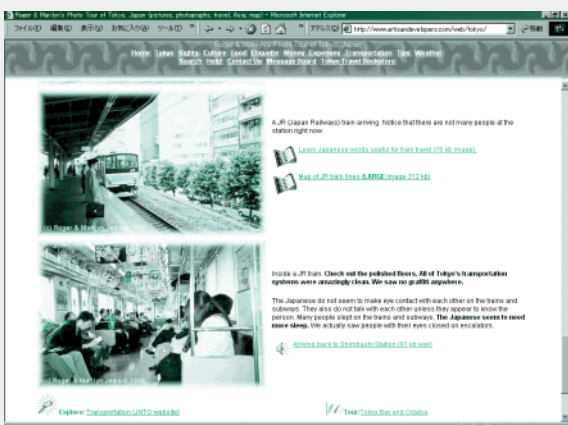 Roger & Marilyn's Photo Tour of Tokyo, Japan (pictures, photographs, travel, Asia, map) - Microsoft Internet Explorer
ファイル(F) 編集(E) 表示(V) お気に入り(A) ツール(T) アドレス(D) http://www.artisandevelopers.com/web/tokyo/ 移動
Roger & Marilyn's Photo Tour of Tokyo, Japan
Home Tokyo Sights Culture Food Etiquette Money Expenses Transportation Tips Weather
Search Help! Contact Us Message Board Tokyo Travel Bookstore
A JR (Japan Railways) train arriving. Notice that there are not many people at the
station right now.
Learn Japanese words useful for train travel (76 kb image).
Map of JR train lines (LARGE image 212 kb)
(c) Roger & Marilyn
Inside a JR train. Check out the polished floors. All of Tokyo's transportation
systems were amazingly clean. We saw no graffiti anywhere.
The Japanese do not seem to make eye contact with each other on the trains and
subways. They also do not talk with each other unless they appear to know the
person. Many people slept on the trains and subways. The Japanese seem to need
more sleep. We actually saw people with their eyes closed on escalators.
Arriving back to Shimbashi Station (91 kb wav)
(c) Roger & Marilyn
Explore: Transportation (JNTO website)
Tour: Tokyo Bay and Odaiba